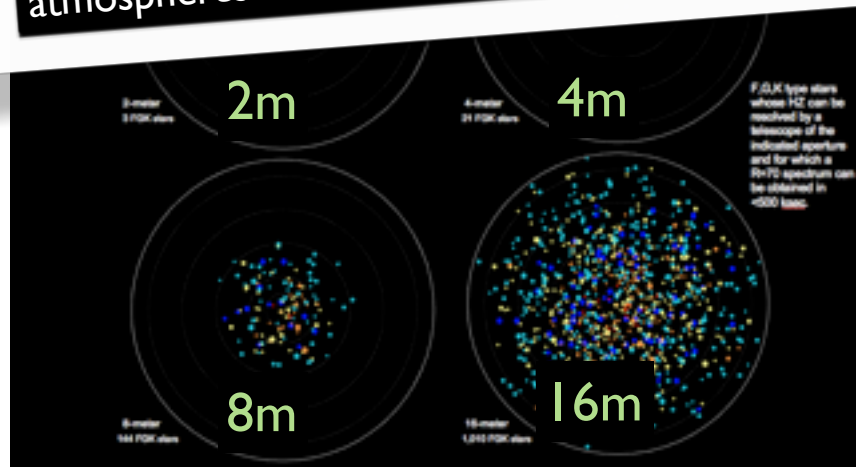 atmospheres
2m
4m
2-meter
3 FGK stars
4-meter
21 FGK stars
F,G,K type stars
whose HZ can be
resolved by a
telescope of the
indicated aperture
and for which a
R=70 spectrum can
be obtained in
<500 ksec.
8m
16m
8-meter
144 FGK stars
16-meter
1,010 FGK stars